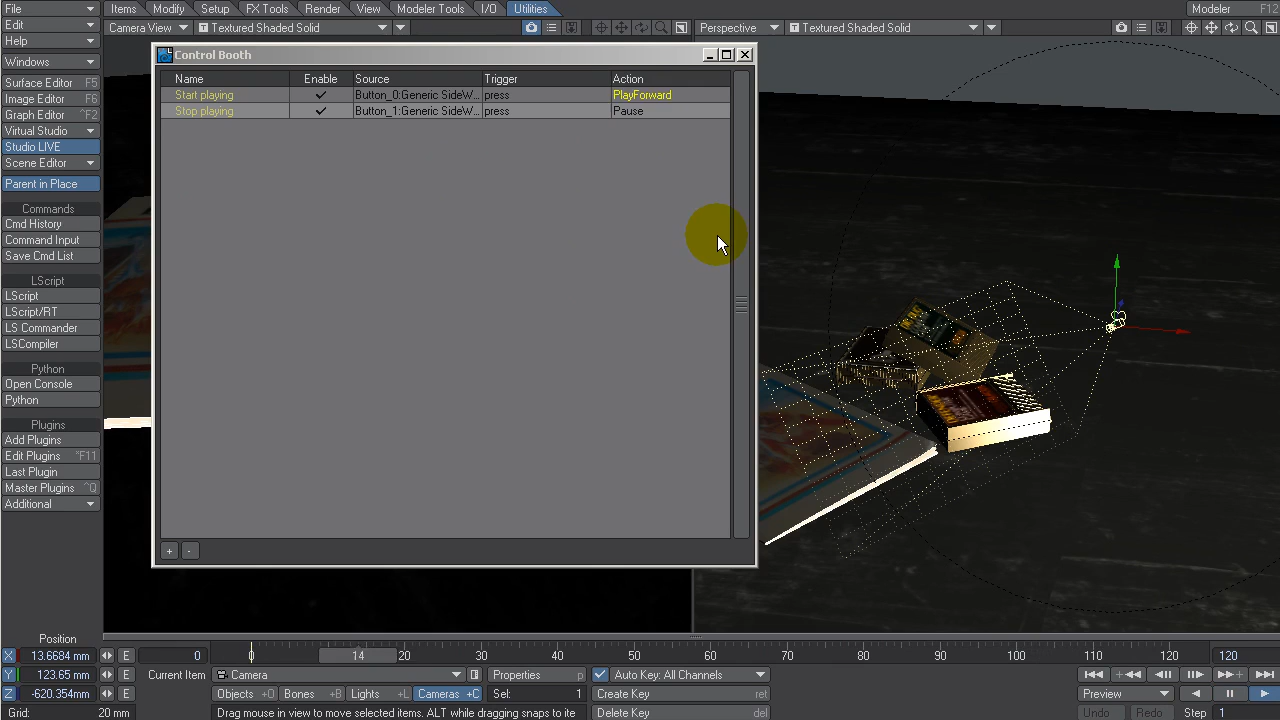 File Items Modify Setup FX Tools Render View Modeler Tools I/O Utilities Modeler F12
Edit Camera View T Textured Shaded Solid Perspective T Textured Shaded Solid
Help
Windows
Surface Editor F5
Image Editor F6
Graph Editor ^F2
Virtual Studio
Studio LIVE
Scene Editor
Parent in Place
Commands
Cmd History
Command Input
Save Cmd List
LScript
LScript
LScript/RT
LS Commander
LSCompiler
Python
Open Console
Python
Plugins
Add Plugins
Edit Plugins ^F11
Last Plugin
Master Plugins ^Q
Additional
Control Booth
Name Enable Source Trigger Action
Start playing Button_0:Generic SideW... press PlayForward
Stop playing Button_1:Generic SideW... press Pause
+ -
Position
X 13.6684 mm E 0 0 14 20 30 40 50 60 70 80 90 100 110 120 120
Y 123.65 mm E Current Item Camera Properties p Auto Key: All Channels
Z -620.354mm E Objects +O Bones +B Lights +L Cameras +C Sel: 1 Create Key ret Preview
Grid: 20 mm Drag mouse in view to move selected items. ALT while dragging snaps to ite Delete Key del Undo Redo Step 1